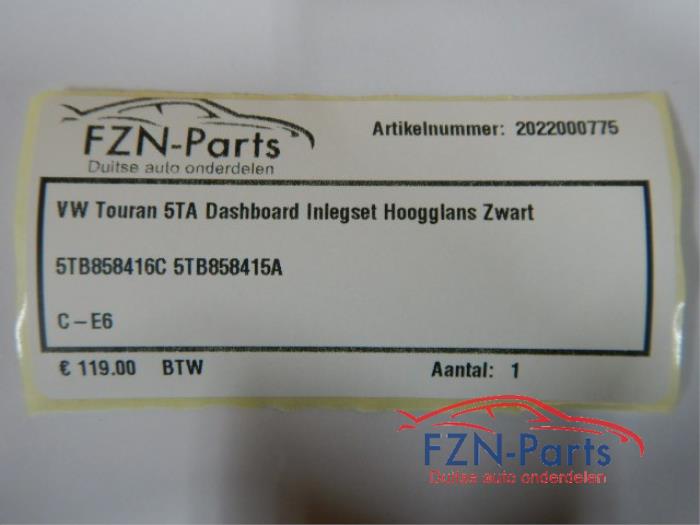 FZN-Parts
Duitse auto onderdelen
Artikelnummer: 2022000775
VW Touran 5TA Dashboard Inlegset Hoogglans Zwart
5TB858416C 5TB858415A
C-E6
€ 119.00 BTW
Aantal: 1
FZN-Parts
Duitse auto onderdelen